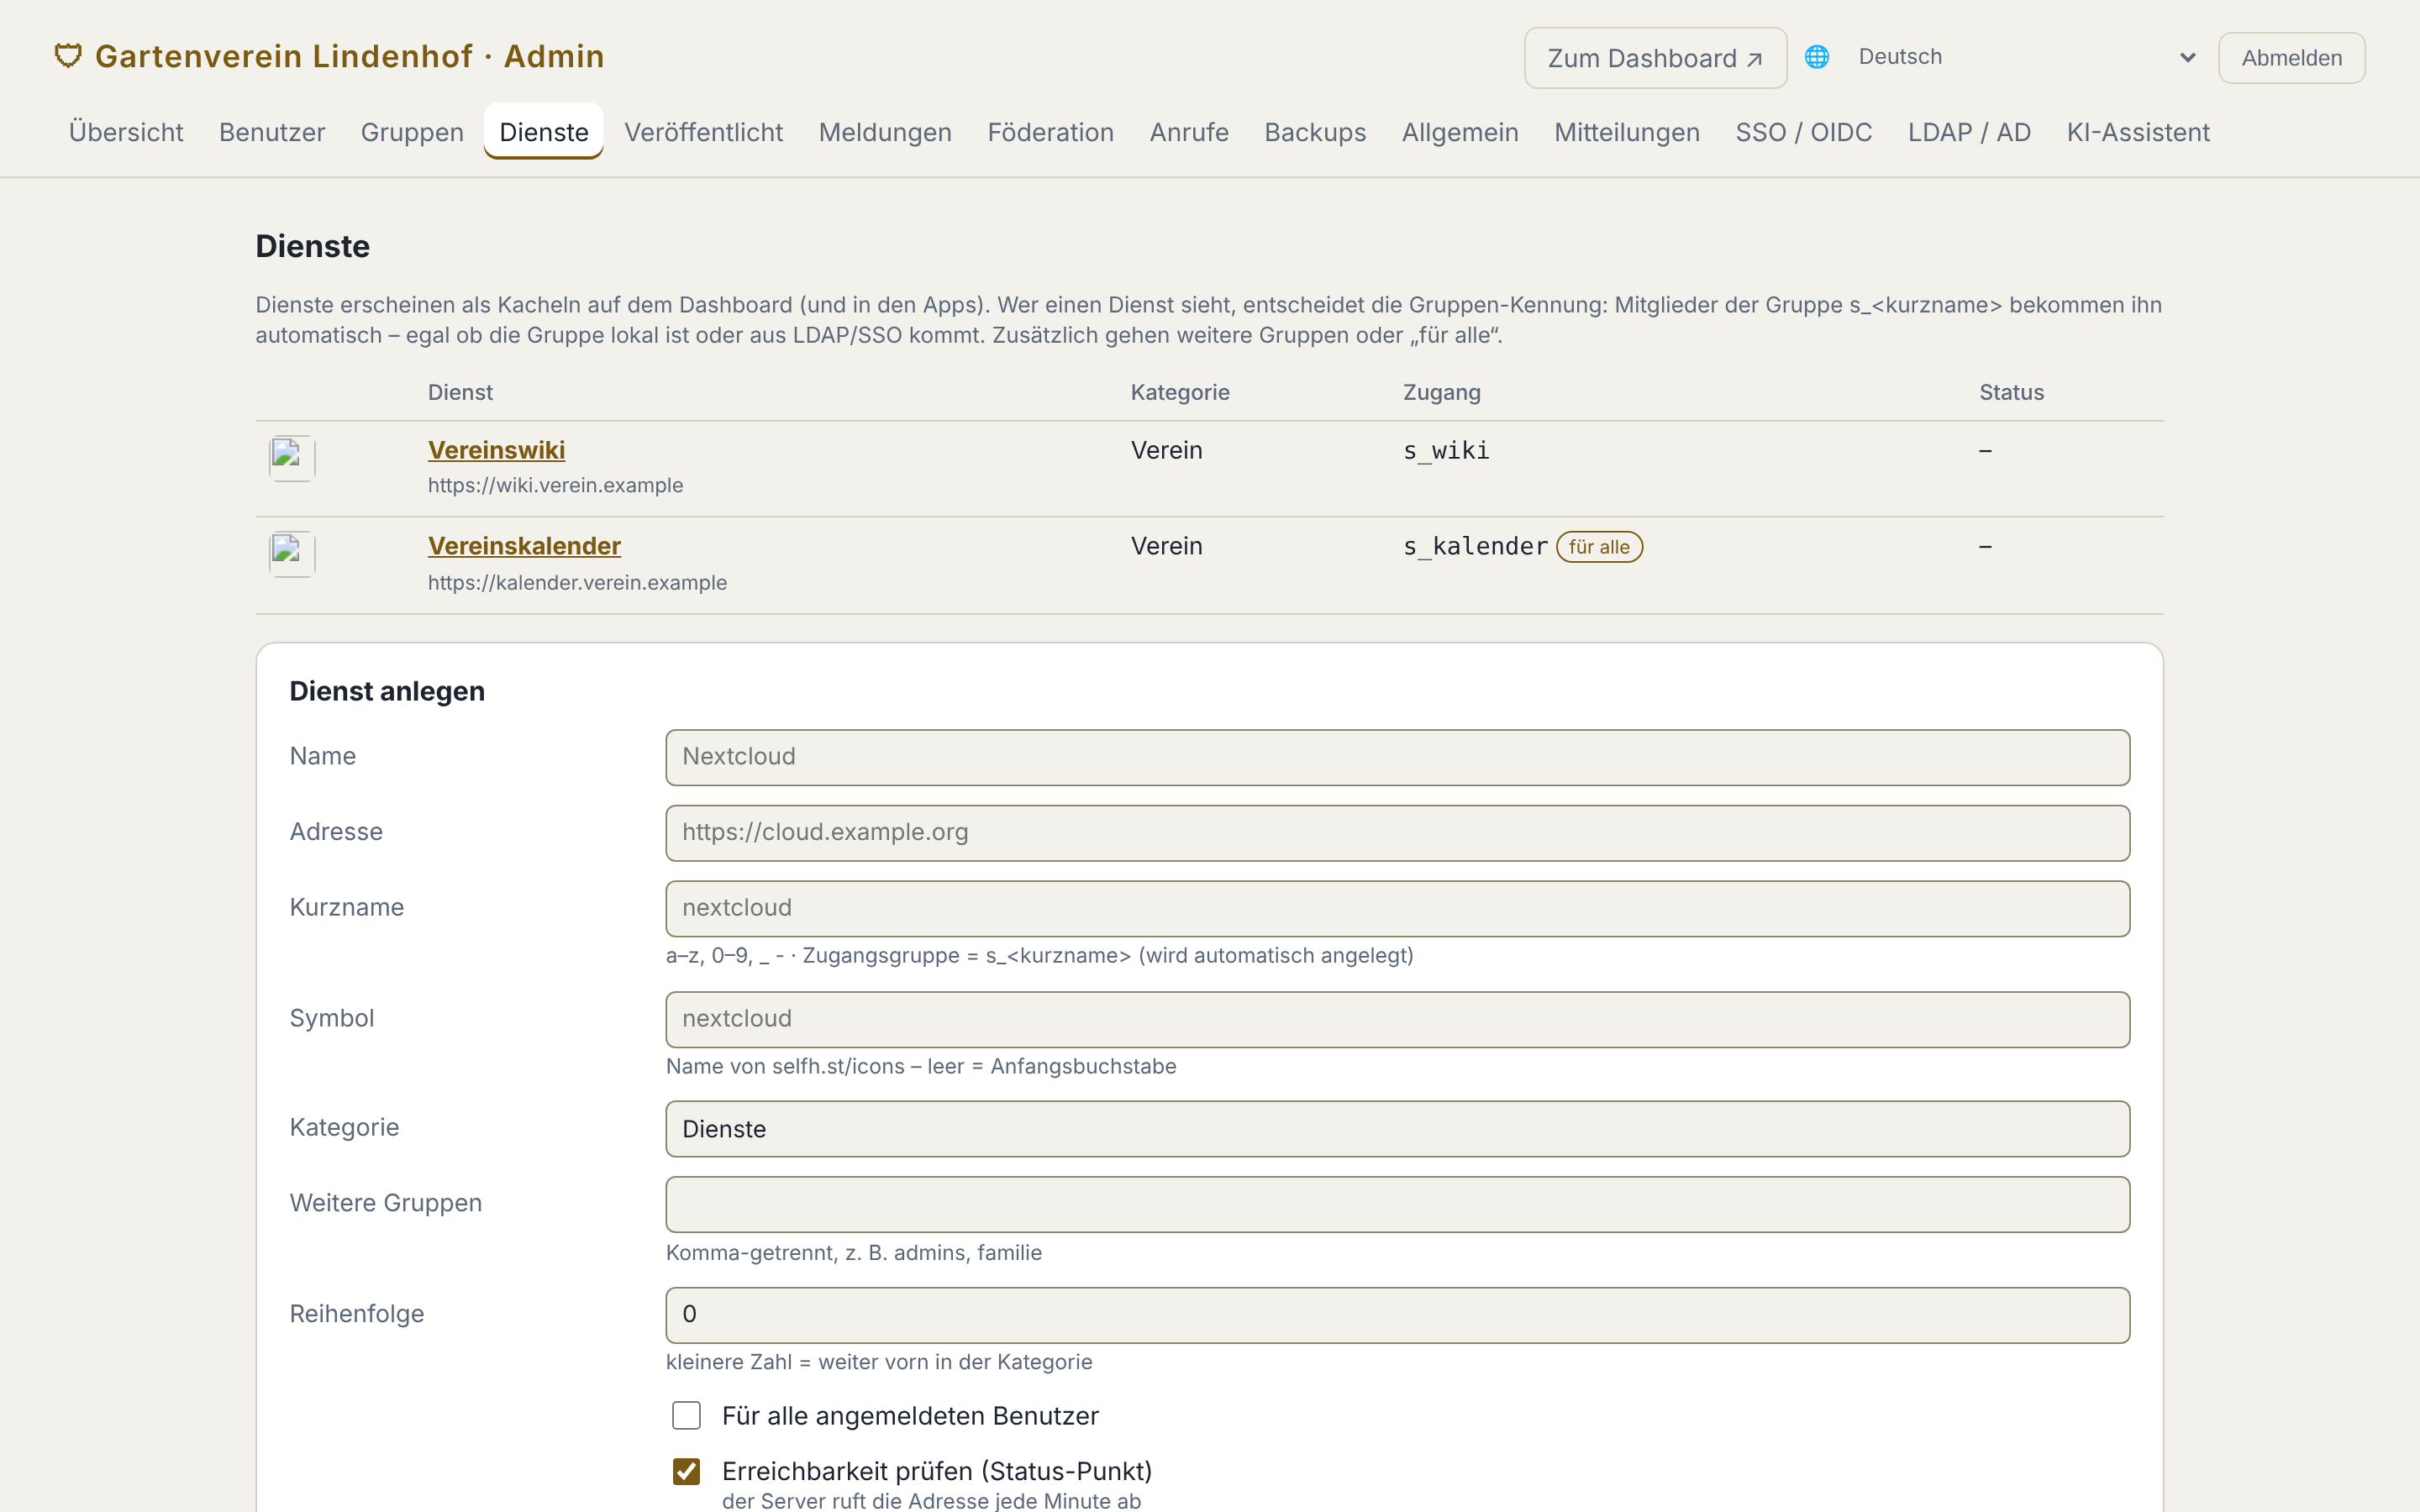 Gartenverein Lindenhof · Admin
Zum Dashboard ↗
Deutsch
Abmelden
Übersicht Benutzer Gruppen Dienste Veröffentlicht Meldungen Föderation Anrufe Backups Allgemein Mitteilungen SSO / OIDC LDAP / AD KI-Assistent
Dienste
Dienste erscheinen als Kacheln auf dem Dashboard (und in den Apps). Wer einen Dienst sieht, entscheidet die Gruppen-Kennung: Mitglieder der Gruppe s_<kurzname> bekommen ihn
automatisch – egal ob die Gruppe lokal ist oder aus LDAP/SSO kommt. Zusätzlich gehen weitere Gruppen oder „für alle“.
Dienst Kategorie Zugang Status
Vereinswiki Verein s_wiki –
https://wiki.verein.example
Vereinskalender Verein s_kalender für alle –
https://kalender.verein.example
Dienst anlegen
Name Nextcloud
Adresse https://cloud.example.org
Kurzname nextcloud
a–z, 0–9, _ - · Zugangsgruppe = s_<kurzname> (wird automatisch angelegt)
Symbol nextcloud
Name von selfh.st/icons – leer = Anfangsbuchstabe
Kategorie Dienste
Weitere Gruppen
Komma-getrennt, z. B. admins, familie
Reihenfolge 0
kleinere Zahl = weiter vorn in der Kategorie
Für alle angemeldeten Benutzer
Erreichbarkeit prüfen (Status-Punkt)
der Server ruft die Adresse jede Minute ab